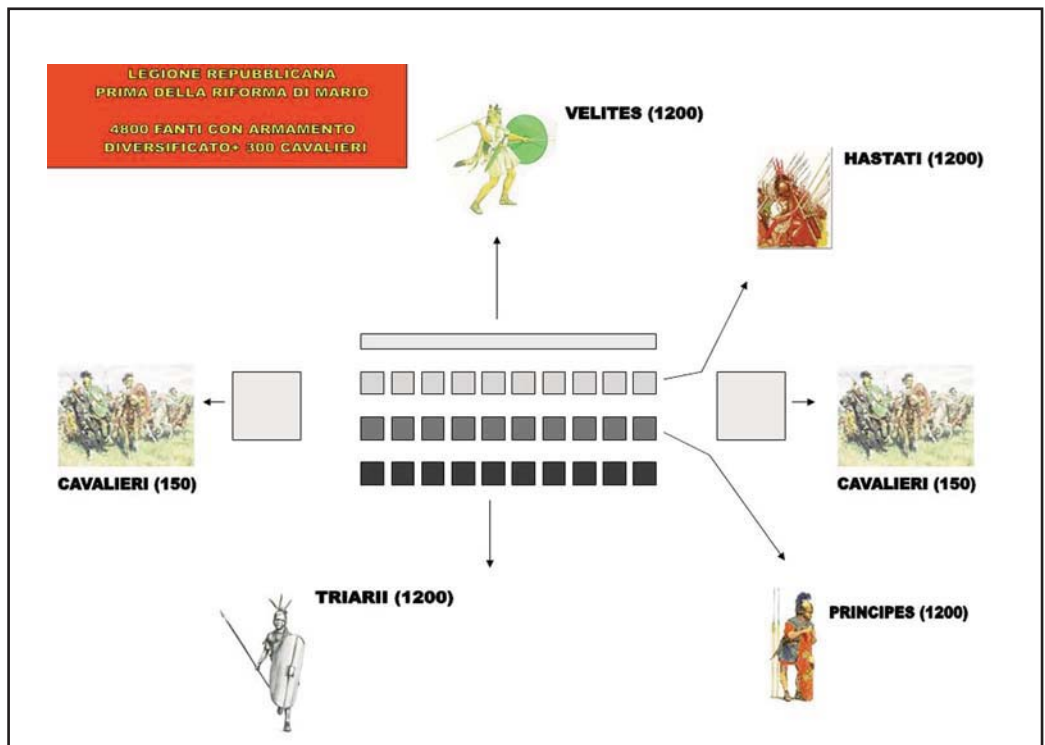 LEGIONE REPUBBLICANA
PRIMA DELLA RIFORMA DI MARIO
4800 FANTI CON ARMAMENTO
DIVERSIFICATO+ 300 CAVALIERI
VELITES (1200)
HASTATI (1200)
CAVALIERI (150)
CAVALIERI (150)
TRIARII (1200)
PRINCIPES (1200)